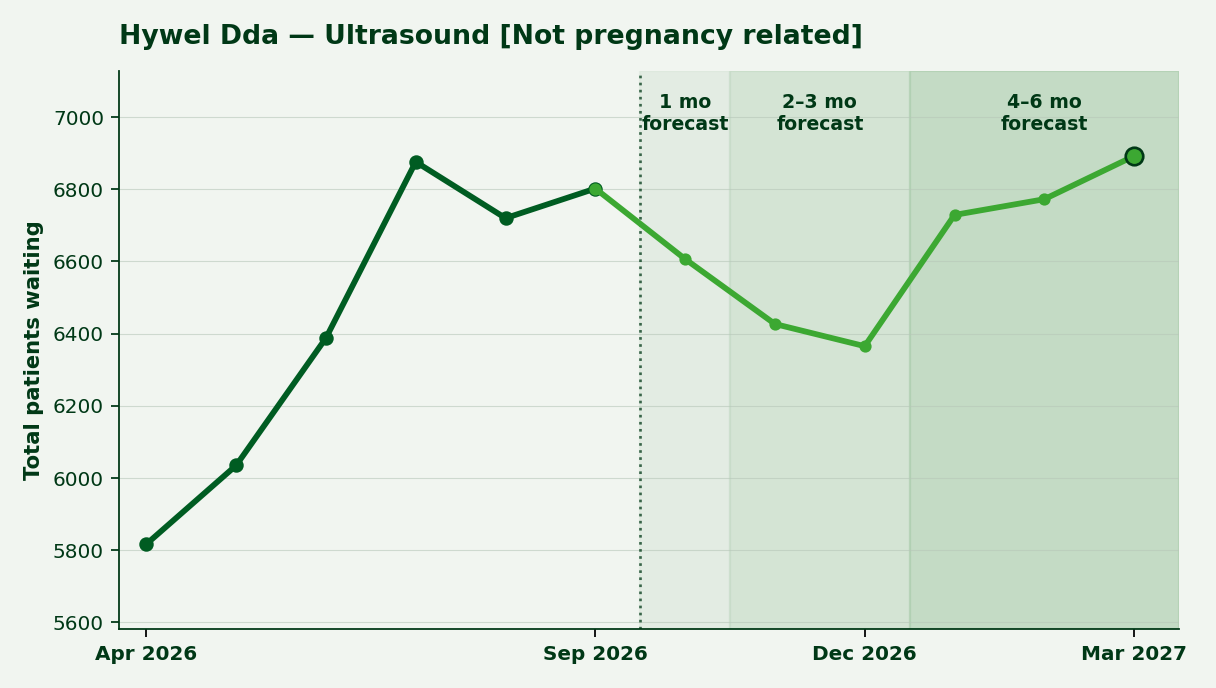 Hywel Dda — Ultrasound [Not pregnancy related]
1 mo
forecast
2–3 mo
forecast
4–6 mo
forecast
Total patients waiting
7000
6800
6600
6400
6200
6000
5800
5600
Apr 2026
Sep 2026
Dec 2026
Mar 2027